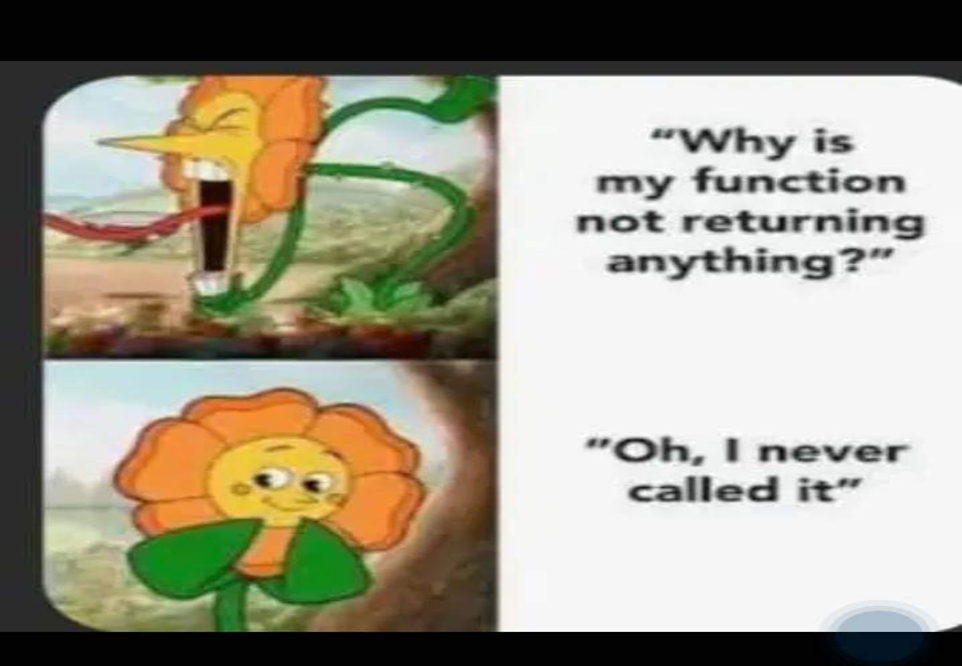 “Why is
my function
not returning
anything?”
”Oh, I never
called it”